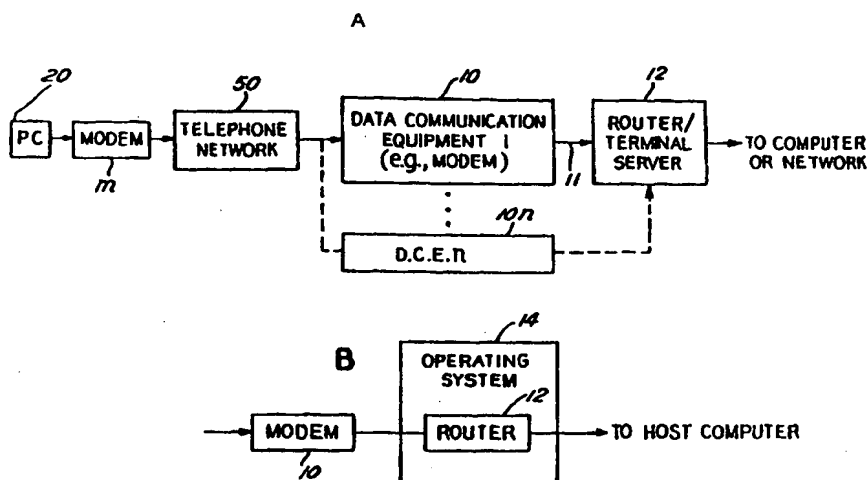 A
20
PC
MODEM
m
50
TELEPHONE
NETWORK
10
DATA COMMUNICATION
EQUIPMENT 1
(e.g., MODEM)
11
12
ROUTER/
TERMINAL
SERVER
TO COMPUTER
OR NETWORK
10n
D.C.E.n
B
14
OPERATING
SYSTEM
12
MODEM
10
ROUTER
TO HOST COMPUTER